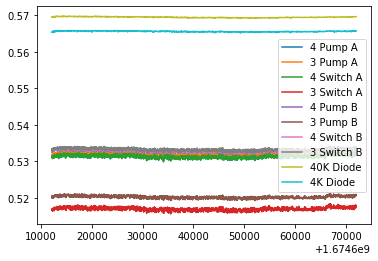 0.57
0.56
0.55
0.54
0.53
0.52
4 Pump A
3 Pump A
4 Switch A
3 Switch A
4 Pump B
3 Pump B
4 Switch B
3 Switch B
40K Diode
4K Diode
10000 20000 30000 40000 50000 60000 70000
+1.6746e9